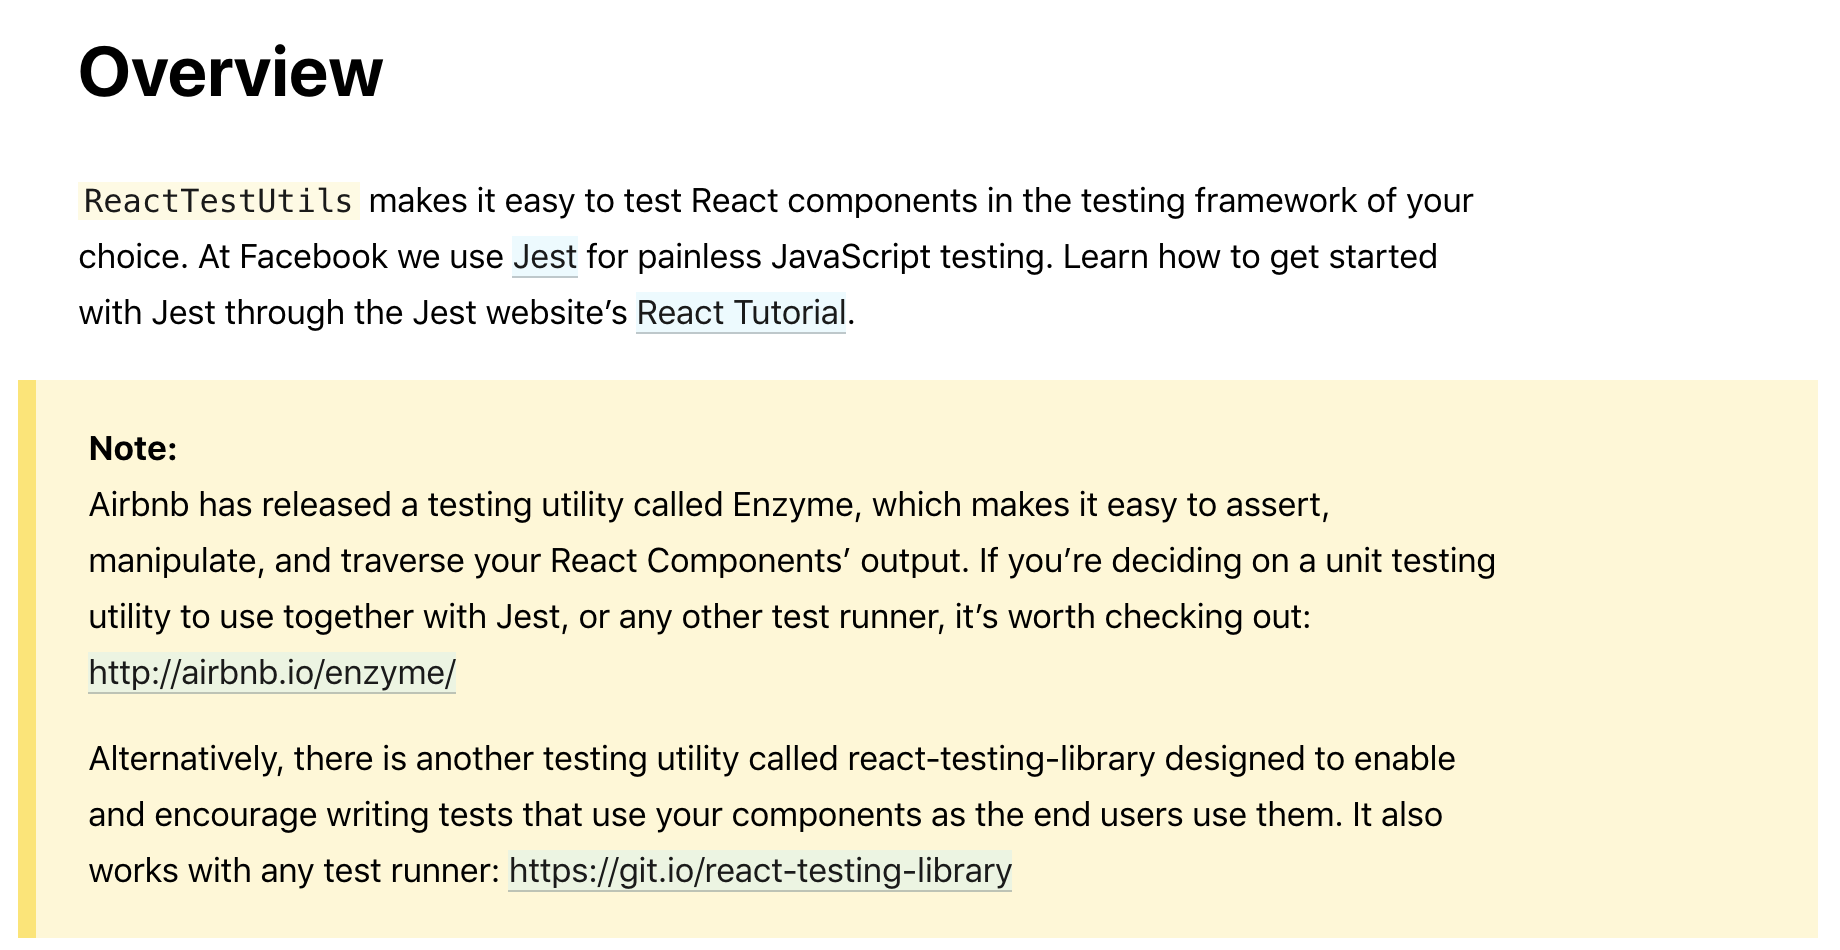 Overview
ReactTestUtils makes it easy to test React components in the testing framework of your
choice. At Facebook we use Jest for painless JavaScript testing. Learn how to get started
with Jest through the Jest website’s React Tutorial.
Note:
Airbnb has released a testing utility called Enzyme, which makes it easy to assert,
manipulate, and traverse your React Components’ output. If you’re deciding on a unit testing
utility to use together with Jest, or any other test runner, it’s worth checking out:
http://airbnb.io/enzyme/
Alternatively, there is another testing utility called react-testing-library designed to enable
and encourage writing tests that use your components as the end users use them. It also
works with any test runner: https://git.io/react-testing-library